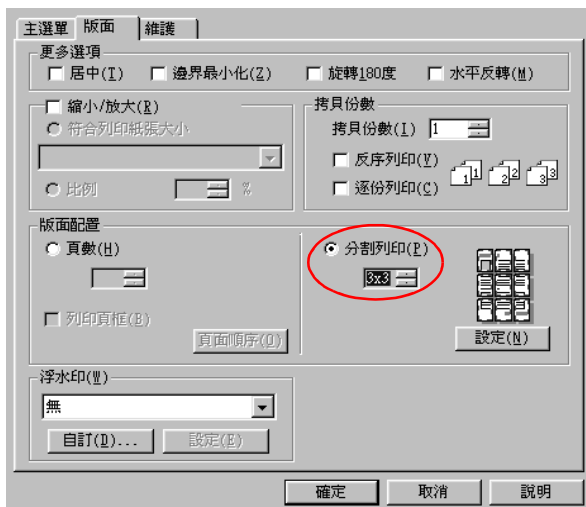 主選單 版面 維護
更多選項
居中(I) 邊界最小化(Z) 旋轉180度 水平反轉(M)
縮小/放大(R)
符合列印紙張大小
比例 %
拷貝份數
拷貝份數(I) 1
反序列印(V)
逐份列印(C)
1 1 2 2 3 3
版面配置
頁數(H)
列印頁框(B)
頁面順序(O)
分割列印(P)
3x3
設定(N)
浮水印(W)
無
自訂(D)... 設定(E)
確定 取消 說明